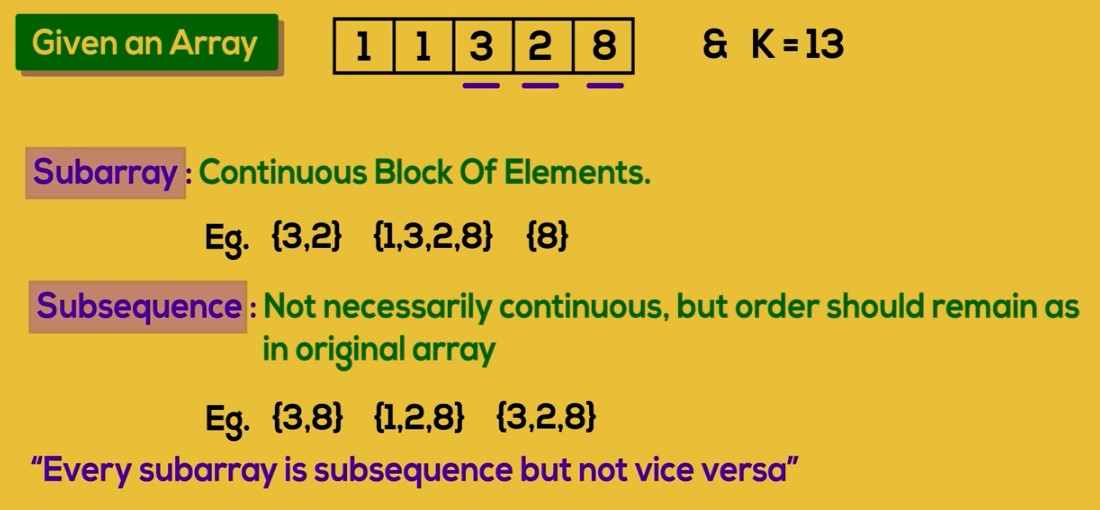 Given an Array 1 1 3 2 8 & K = 13
Subarray : Continuous Block Of Elements.
Eg. {3,2} {1,3,2,8} {8}
Subsequence : Not necessarily continuous, but order should remain as
in original array
Eg. {3,8} {1,2,8} {3,2,8}
“Every subarray is subsequence but not vice versa”